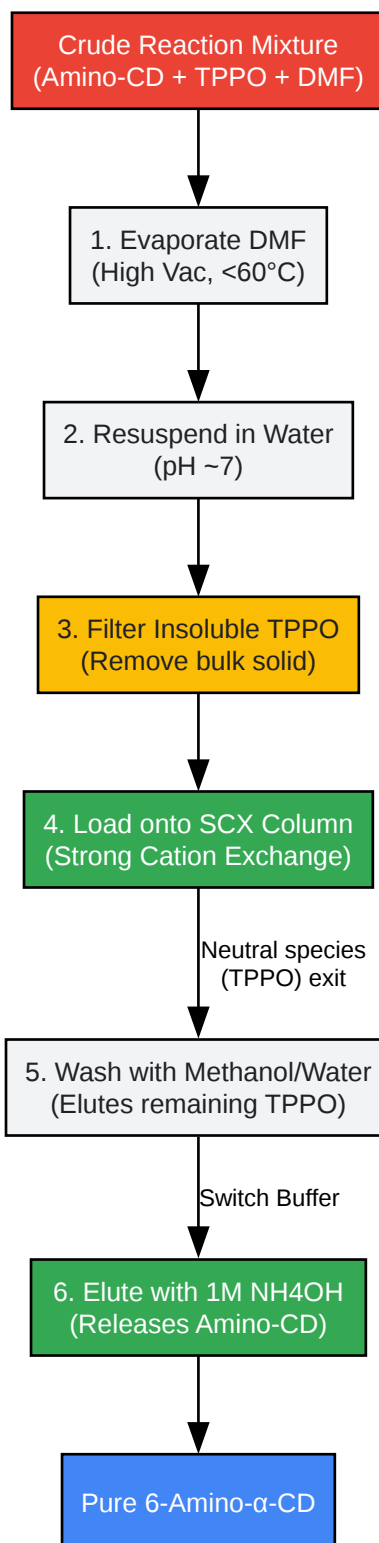 Crude Reaction Mixture
(Amino-CD + TPPO + DMF)
1. Evaporate DMF
(High Vac, <60°C)
2. Resuspend in Water
(pH ~7)
3. Filter Insoluble TPPO
(Remove bulk solid)
4. Load onto SCX Column
(Strong Cation Exchange)
Neutral species
(TPPO) exit
5. Wash with Methanol/Water
(Elutes remaining TPPO)
Switch Buffer
6. Elute with 1M NH4OH
(Releases Amino-CD)
Pure 6-Amino-α-CD